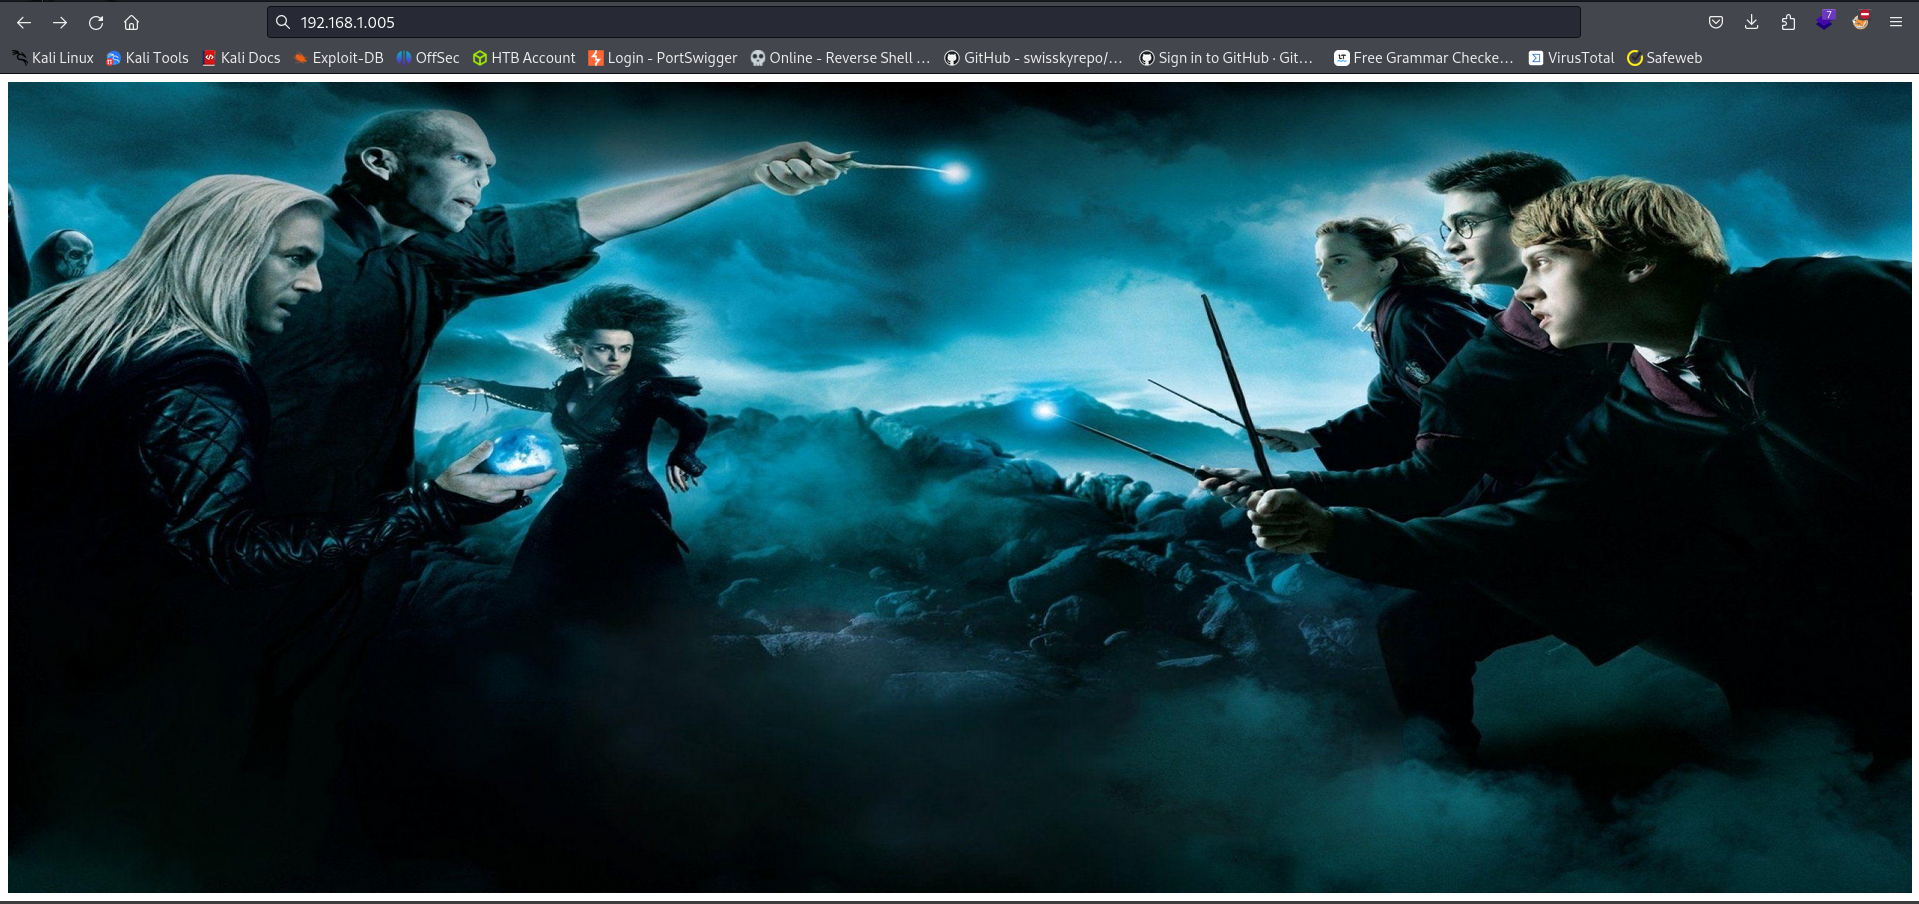 192.168.1.005
Kali Linux Kali Tools Kali Docs Exploit-DB OffSec HTB Account Login - PortSwigger Online - Reverse Shell ... GitHub - swisskyrepo/... Sign in to GitHub · Git... Free Grammar Checke... VirusTotal Safeweb
7